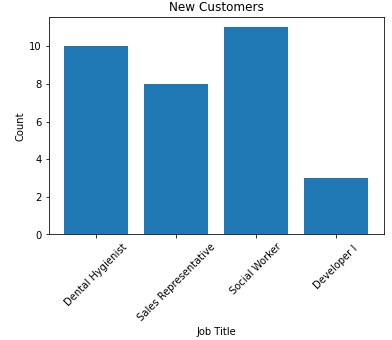 New Customers
Count
10
8
6
4
2
0
Dental Hygienist
Sales Representative
Social Worker
Developer I
Job Title